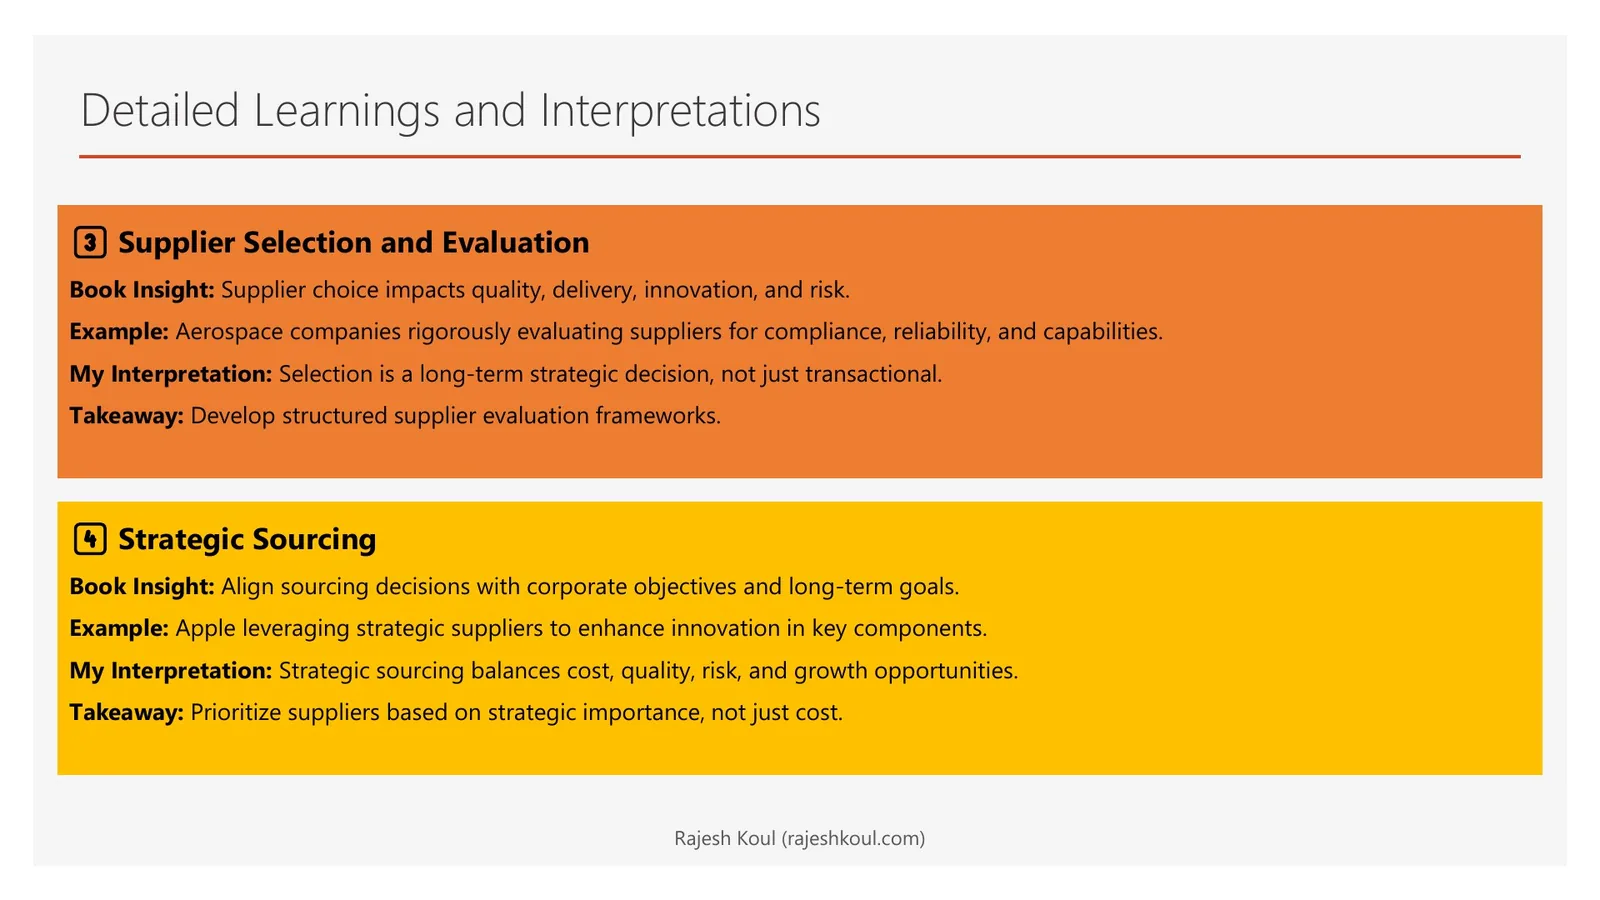 Detailed Learnings and Interpretations
3 Supplier Selection and Evaluation
Book Insight: Supplier choice impacts quality, delivery, innovation, and risk.
Example: Aerospace companies rigorously evaluating suppliers for compliance, reliability, and capabilities.
My Interpretation: Selection is a long-term strategic decision, not just transactional.
Takeaway: Develop structured supplier evaluation frameworks.
4 Strategic Sourcing
Book Insight: Align sourcing decisions with corporate objectives and long-term goals.
Example: Apple leveraging strategic suppliers to enhance innovation in key components.
My Interpretation: Strategic sourcing balances cost, quality, risk, and growth opportunities.
Takeaway: Prioritize suppliers based on strategic importance, not just cost.
Rajesh Koul (rajeshkoul.com)